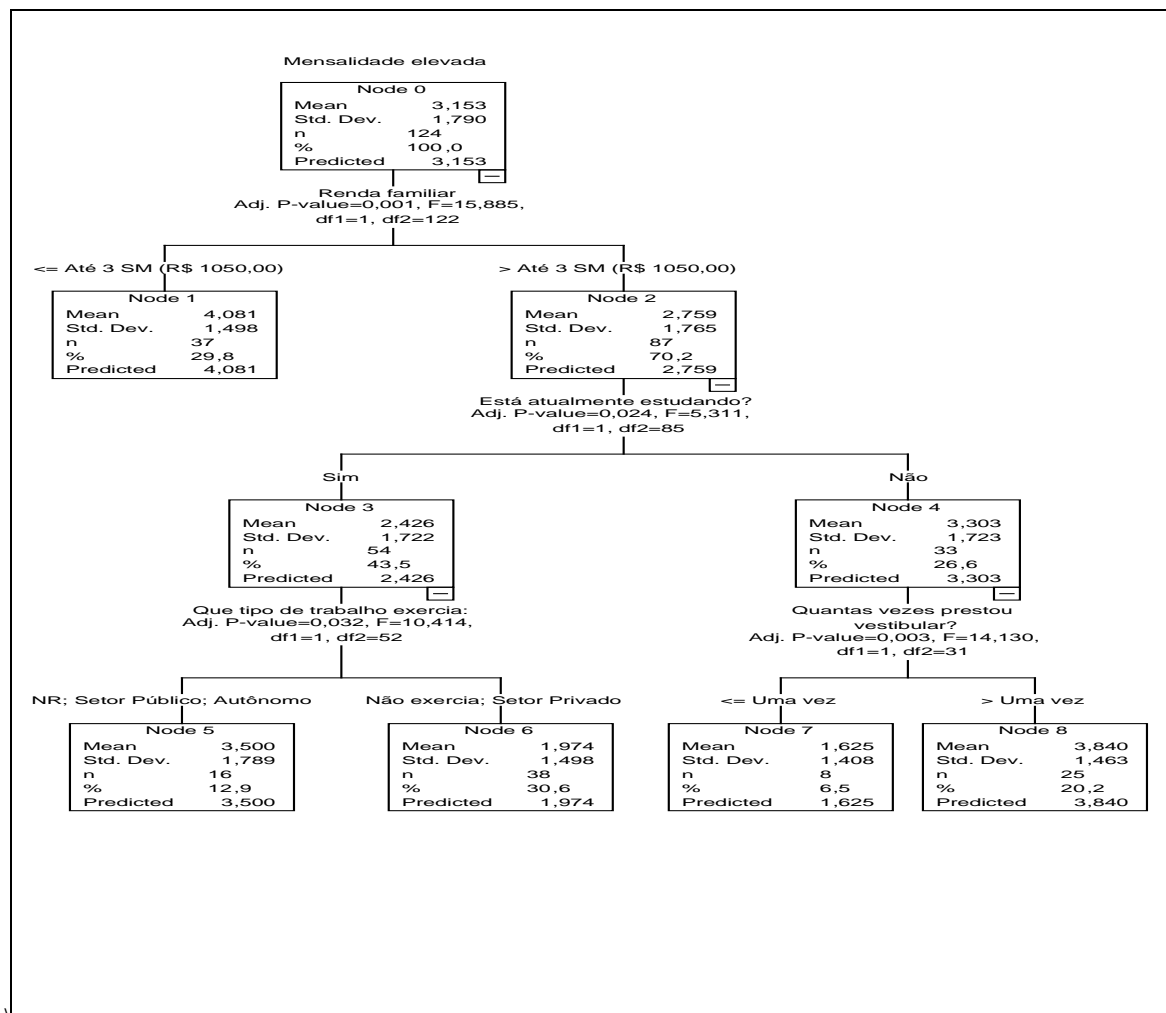 Mensalidade elevada
Node 0
Mean 3,153
Std. Dev. 1,790
n 124
% 100,0
Predicted 3,153
Renda familiar
Adj. P-value=0,001, F=15,885,
df1=1, df2=122
<= Até 3 SM (R$ 1050,00)
> Até 3 SM (R$ 1050,00)
Node 1
Mean 4,081
Std. Dev. 1,498
n 37
% 29,8
Predicted 4,081
Node 2
Mean 2,759
Std. Dev. 1,765
n 87
% 70,2
Predicted 2,759
Está atualmente estudando?
Adj. P-value=0,024, F=5,311,
df1=1, df2=85
Sim
Não
Node 3
Mean 2,426
Std. Dev. 1,722
n 54
% 43,5
Predicted 2,426
Node 4
Mean 3,303
Std. Dev. 1,723
n 33
% 26,6
Predicted 3,303
Que tipo de trabalho exercia:
Adj. P-value=0,032, F=10,414,
df1=1, df2=52
Quantas vezes prestou
vestibular?
Adj. P-value=0,003, F=14,130,
df1=1, df2=31
NR; Setor Público; Autônomo
Não exercia; Setor Privado
<= Uma vez
> Uma vez
Node 5
Mean 3,500
Std. Dev. 1,789
n 16
% 12,9
Predicted 3,500
Node 6
Mean 1,974
Std. Dev. 1,498
n 38
% 30,6
Predicted 1,974
Node 7
Mean 1,625
Std. Dev. 1,408
n 8
% 6,5
Predicted 1,625
Node 8
Mean 3,840
Std. Dev. 1,463
n 25
% 20,2
Predicted 3,840